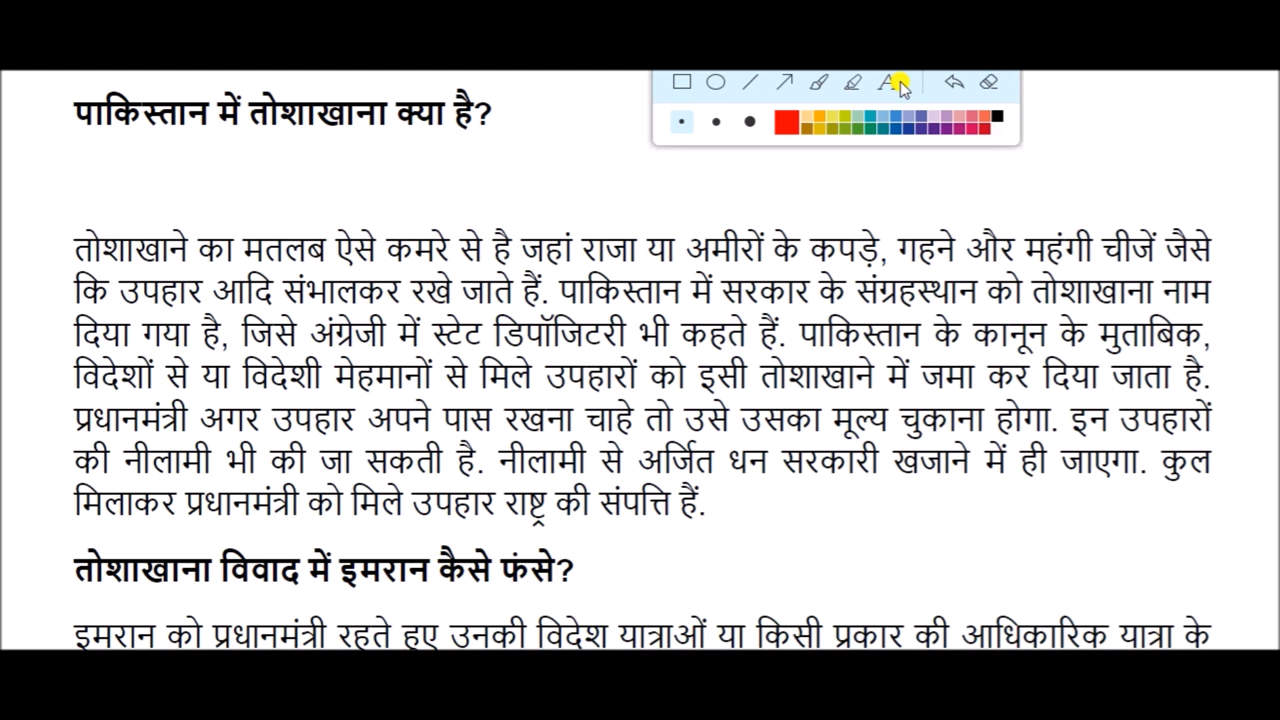 पाकिस्तान में तोशाखाना क्या है?
तोशाखाने का मतलब ऐसे कमरे से है जहां राजा या अमीरों के कपड़े, गहने और महंगी चीजें जैसे
कि उपहार आदि संभालकर रखे जाते हैं. पाकिस्तान में सरकार के संग्रहस्थान को तोशाखाना नाम
दिया गया है, जिसे अंग्रेजी में स्टेट डिपॉजिटरी भी कहते हैं. पाकिस्तान के कानून के मुताबिक,
विदेशों से या विदेशी मेहमानों से मिले उपहारों को इसी तोशाखाने में जमा कर दिया जाता है.
प्रधानमंत्री अगर उपहार अपने पास रखना चाहे तो उसे उसका मूल्य चुकाना होगा. इन उपहारों
की नीलामी भी की जा सकती है. नीलामी से अर्जित धन सरकारी खजाने में ही जाएगा. कुल
मिलाकर प्रधानमंत्री को मिले उपहार राष्ट्र की संपत्ति हैं.
तोशाखाना विवाद में इमरान कैसे फंसे?
इमरान को प्रधानमंत्री रहते हुए उनकी विदेश यात्राओं या किसी प्रकार की आधिकारिक यात्रा के